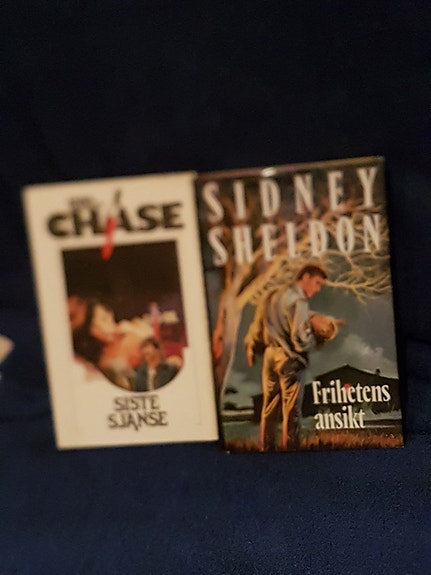 CHASE
SISTE
SJANSE
SIDNEY
SHELDON
Frihetens
ansikt